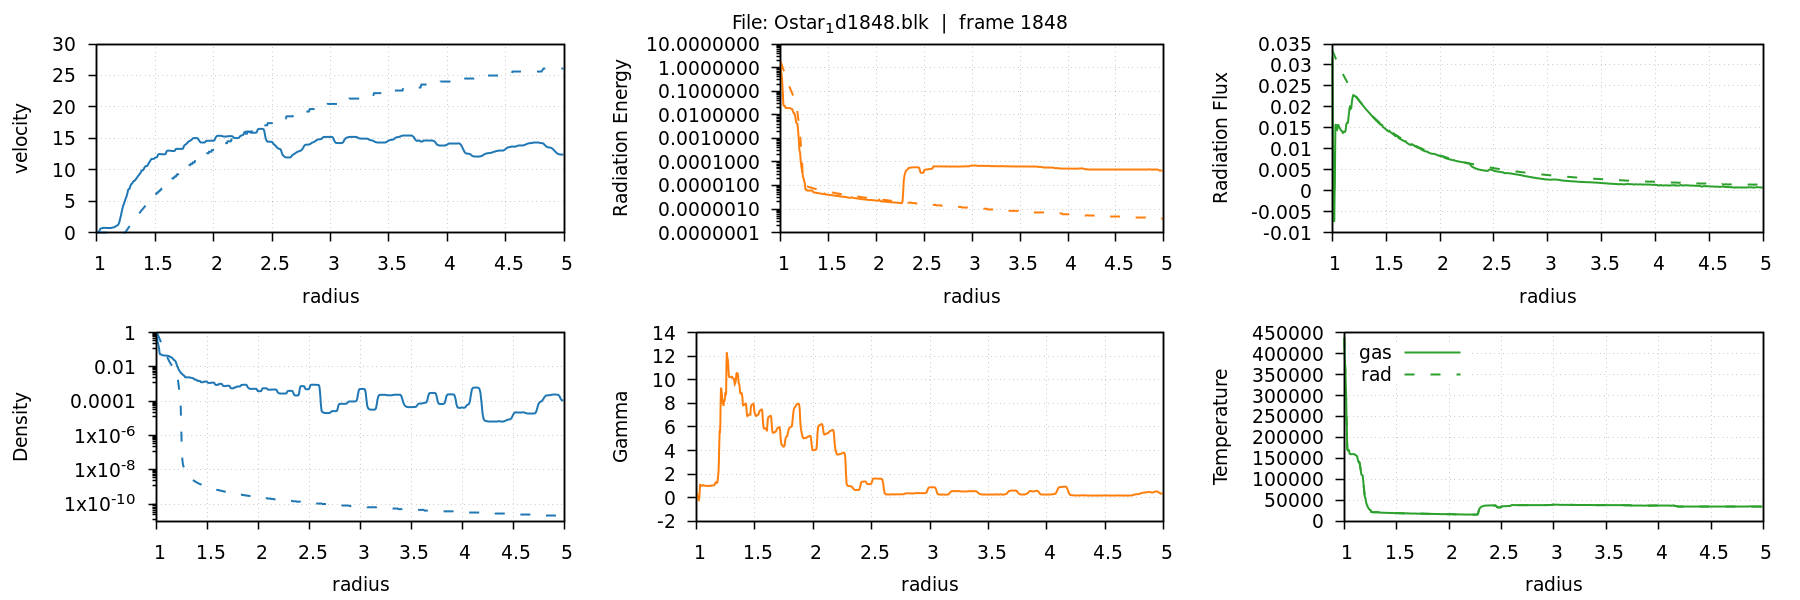 File: Ostar₁d1848.blk | frame 1848
velocity
30
25
20
15
10
5
0
1 1.5 2 2.5 3 3.5 4 4.5 5
radius
Radiation Energy
10.0000000
1.0000000
0.1000000
0.0100000
0.0010000
0.0001000
0.0000100
0.0000010
0.0000001
1 1.5 2 2.5 3 3.5 4 4.5 5
radius
Radiation Flux
0.035
0.03
0.025
0.02
0.015
0.01
0.005
0
-0.005
-0.01
1 1.5 2 2.5 3 3.5 4 4.5 5
radius
Density
1
0.01
0.0001
1x10⁻⁶
1x10⁻⁸
1x10⁻¹⁰
1 1.5 2 2.5 3 3.5 4 4.5 5
radius
Gamma
14
12
10
8
6
4
2
0
-2
1 1.5 2 2.5 3 3.5 4 4.5 5
radius
Temperature
450000
400000
350000
300000
250000
200000
150000
100000
50000
0
gas
rad
1 1.5 2 2.5 3 3.5 4 4.5 5
radius